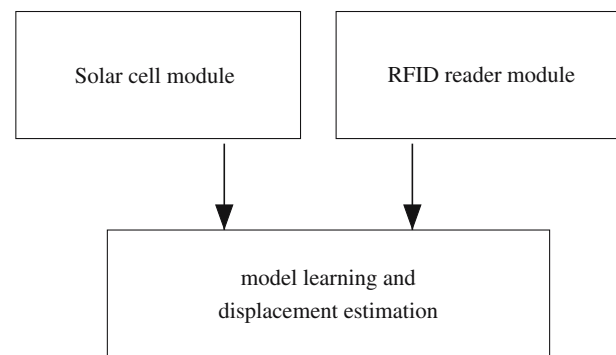 Solar cell module
RFID reader module
model learning and
displacement estimation